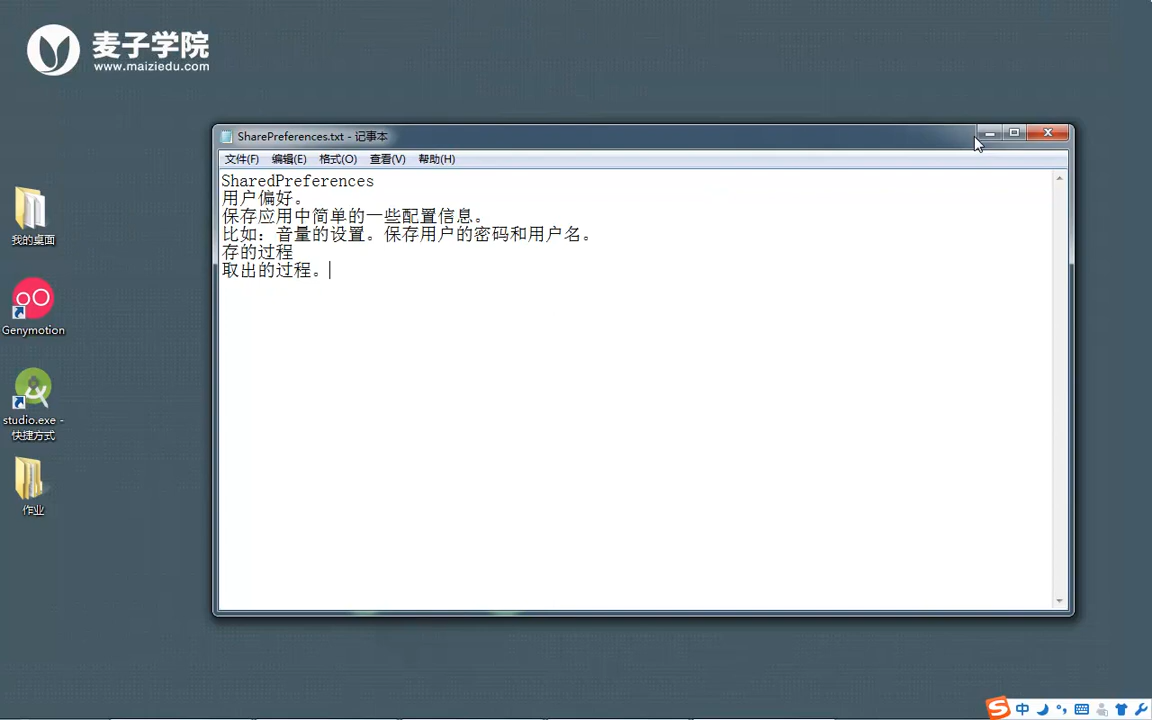 麦子学院
www.maiziedu.com
SharePreferences.txt - 记事本
文件(F) 编辑(E) 格式(O) 查看(V) 帮助(H)
SharedPreferences
用户偏好。
保存应用中简单的一些配置信息。
比如：音量的设置。保存用户的密码和用户名。
存的过程
取出的过程。
我的桌面
Genymotion
studio.exe -
快捷方式
作业
中